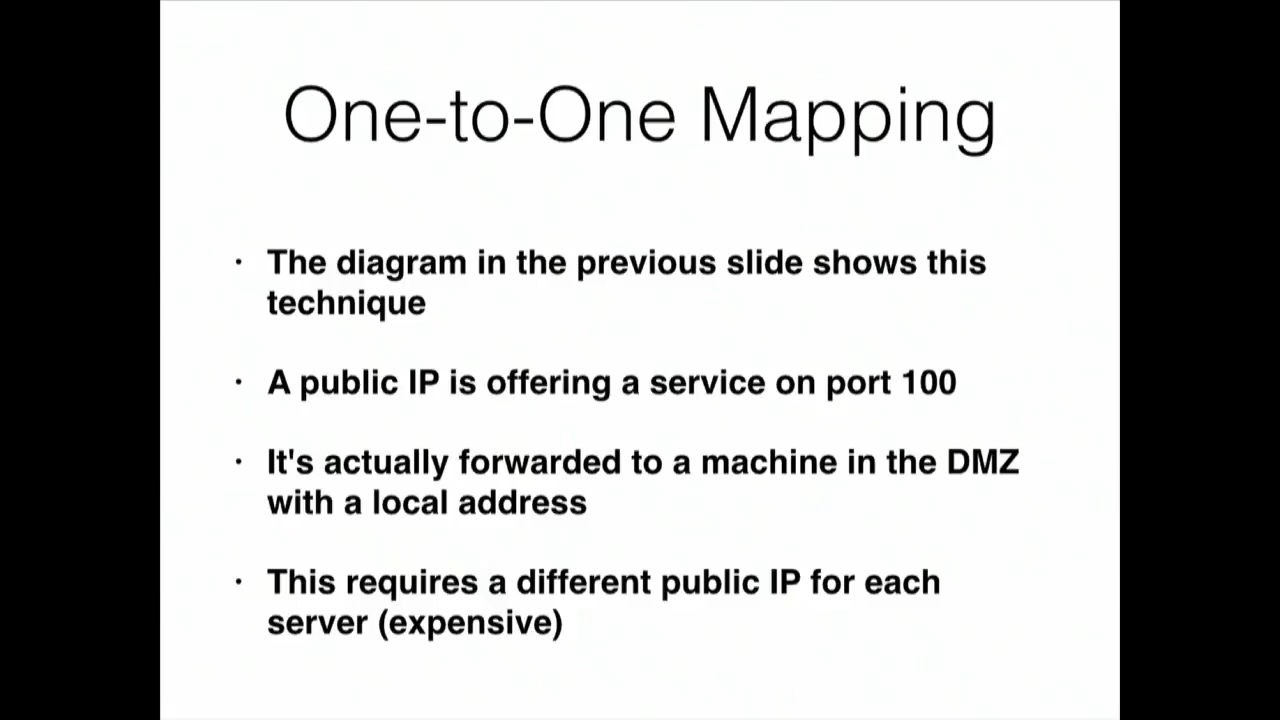 One-to-One Mapping
· The diagram in the previous slide shows this
technique
· A public IP is offering a service on port 100
· It's actually forwarded to a machine in the DMZ
with a local address
· This requires a different public IP for each
server (expensive)